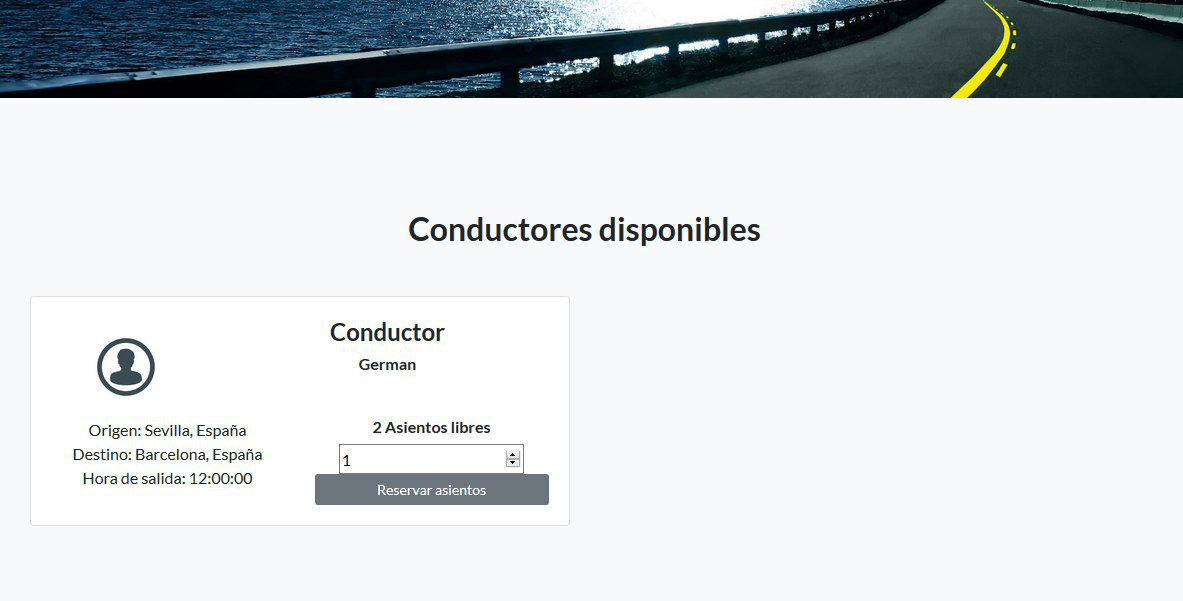 Conductores disponibles
Conductor
German
Origen: Sevilla, España
Destino: Barcelona, España
Hora de salida: 12:00:00
2 Asientos libres
1
Reservar asientos